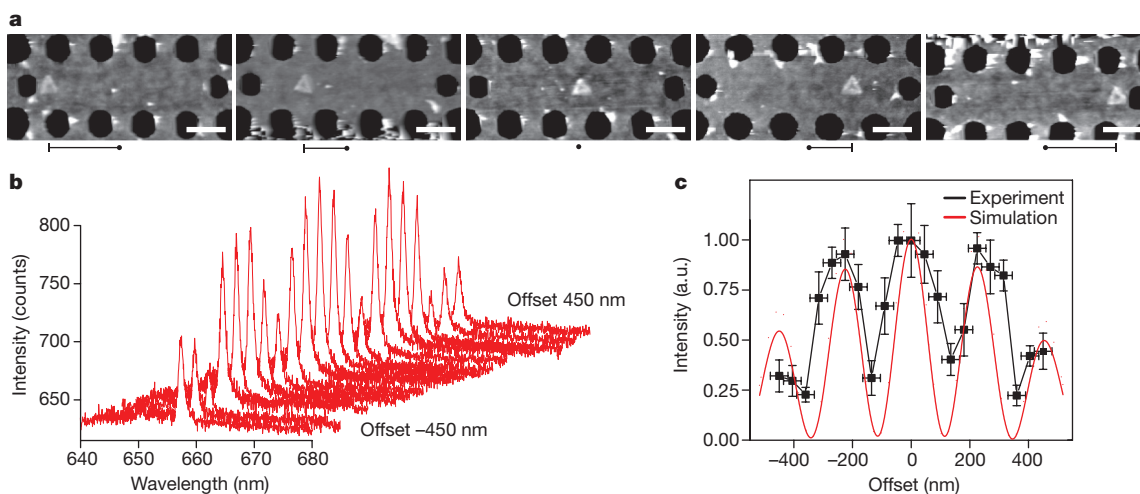 a
b
800
750
700
650
Intensity (counts)
Offset 450 nm
Offset –450 nm
640
650
660
670
680
Wavelength (nm)
c
Experiment
Simulation
1.00
0.75
0.50
0.25
0.00
Intensity (a.u.)
–400
–200
0
200
400
Offset (nm)